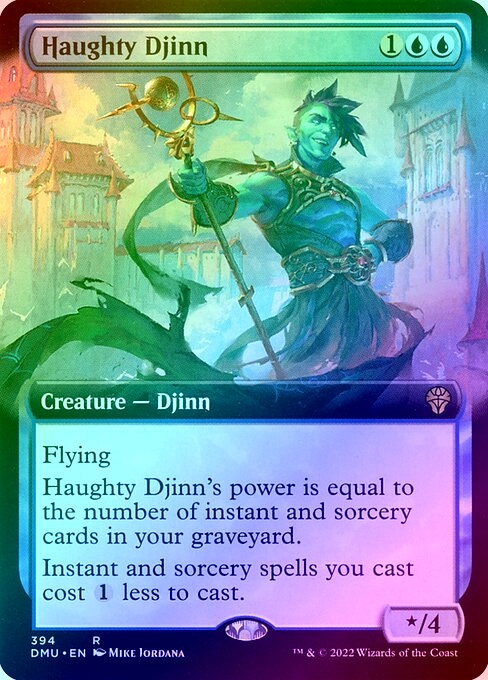 Haughty Djinn 1
Creature — Djinn
Flying
Haughty Djinn's power is equal to
the number of instant and sorcery
cards in your graveyard.
Instant and sorcery spells you cast
cost 1 less to cast.
*/4
394 R
DMU • EN Mike Jordana ™ & © 2022 Wizards of the Coast